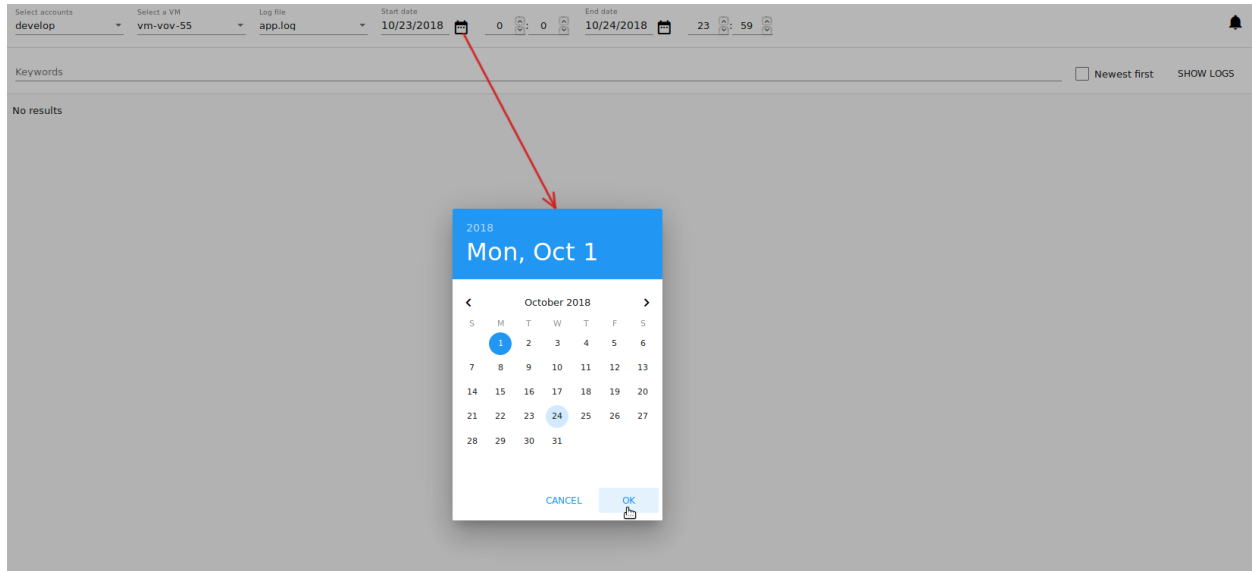 Select accounts Select a VM Log file Start date End date
develop vm-vov-55 app.log 10/23/2018 0 : 0 10/24/2018 23 : 59
Keywords Newest first SHOW LOGS
No results
2018
Mon, Oct 1
October 2018
S M T W T F S
1 2 3 4 5 6
7 8 9 10 11 12 13
14 15 16 17 18 19 20
21 22 23 24 25 26 27
28 29 30 31
CANCEL OK